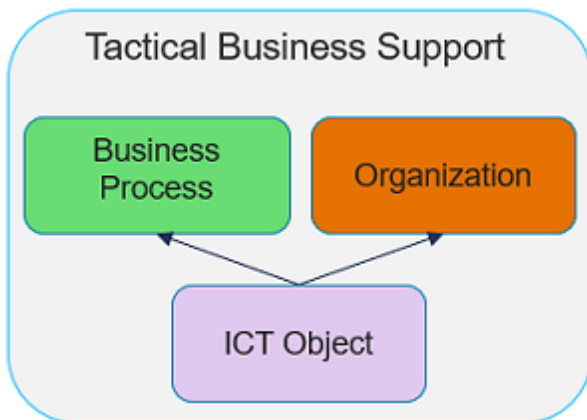 Tactical Business Support
Business
Process
Organization
ICT Object